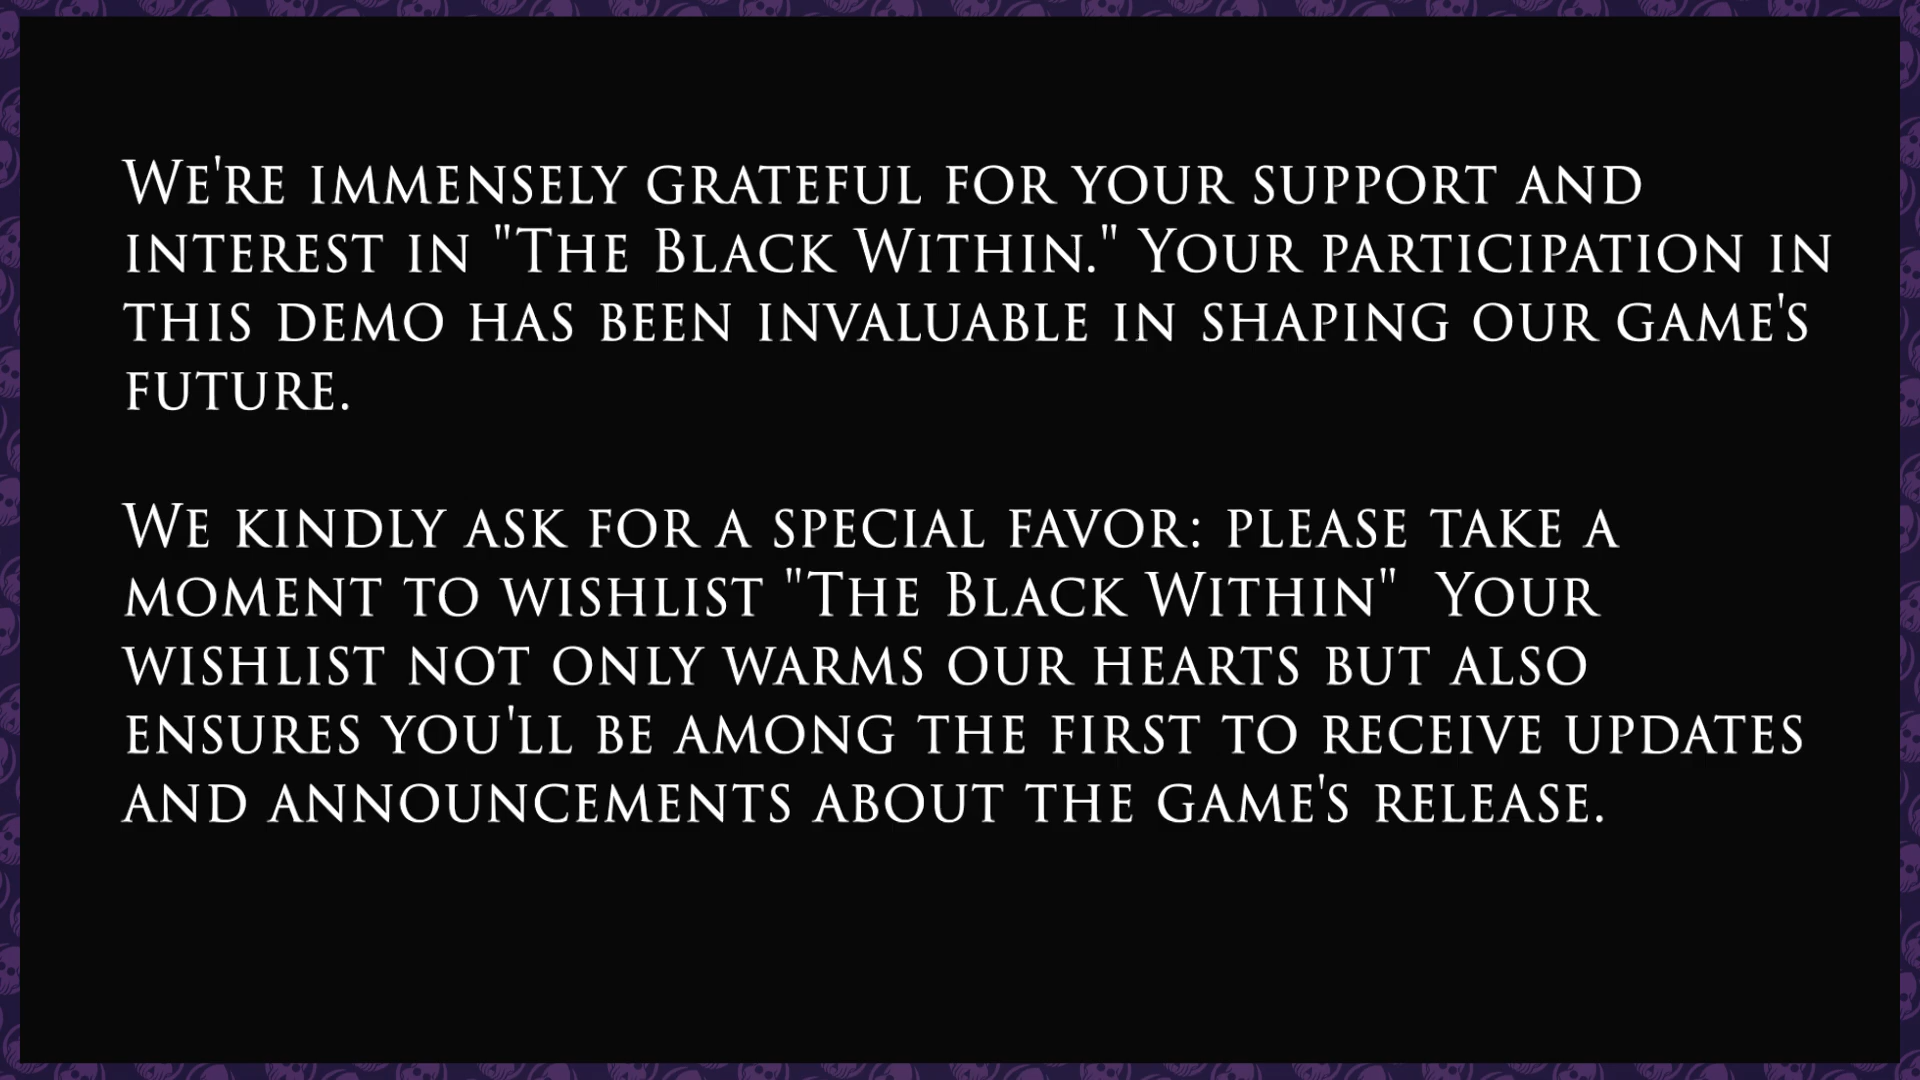 We're immensely grateful for your support and
interest in "The Black Within." Your participation in
this demo has been invaluable in shaping our game's
future.
We kindly ask for a special favor: please take a
moment to wishlist "The Black Within"  Your
wishlist not only warms our hearts but also
ensures you'll be among the first to receive updates
and announcements about the game's release.